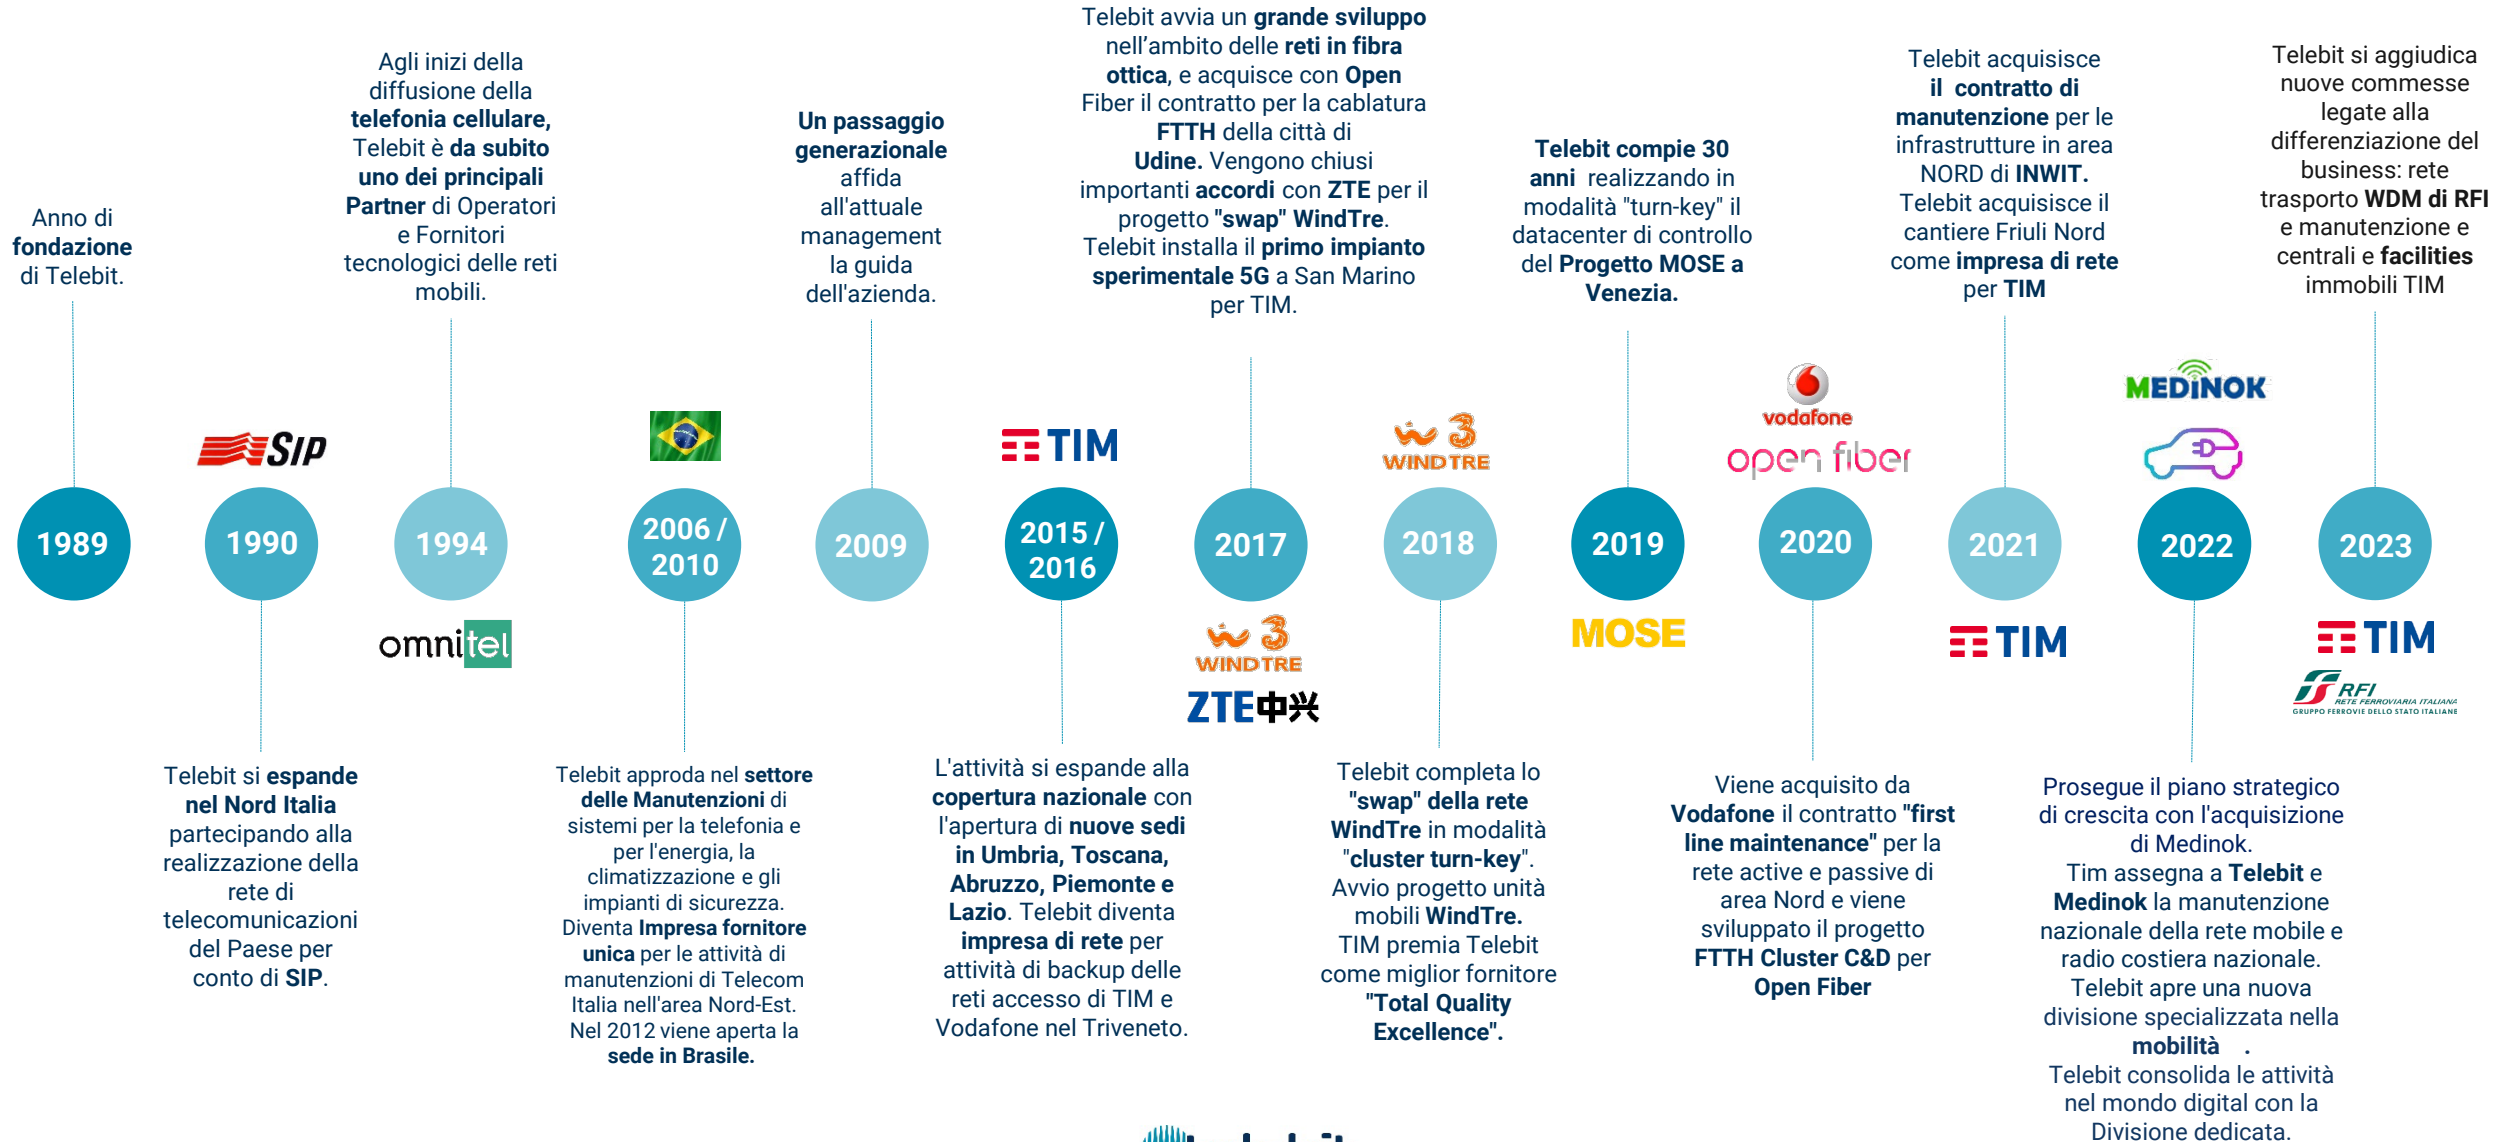 Anno di
fondazione
di Telebit.
Agli inizi della
diffusione della
telefonia cellulare,
Telebit è da subito
uno dei principali
Partner di Operatori
e Fornitori
tecnologici delle reti
mobili.
Un passaggio
generazionale
affida
all'attuale
management
la guida
dell'azienda.
Telebit avvia un grande sviluppo
nell'ambito delle reti in fibra
ottica, e acquisce con Open
Fiber il contratto per la cablatura
FTTH della città di
Udine. Vengono chiusi
importanti accordi con ZTE per il
progetto "swap" WindTre.
Telebit installa il primo impianto
sperimentale 5G a San Marino
per TIM.
Telebit compie 30
anni realizzando in
modalità "turn-key" il
datacenter di controllo
del Progetto MOSE a
Venezia.
Telebit acquisisce
il contratto di
manutenzione per le
infrastrutture in area
NORD di INWIT.
Telebit acquisisce il
cantiere Friuli Nord
come impresa di rete
per TIM
Telebit si aggiudica
nuove commesse
legate alla
differenziazione del
business: rete
trasporto WDM di RFI
e manutenzione e
centrali e facilities
immobili TIM
SIP
TIM
3
WINDTRE
vodafone
open fiber
MEDINOK
1989
1990
1994
2006 /
2010
2009
2015 /
2016
2017
2018
2019
2020
2021
2022
2023
omnitel
3
WINDTRE
ZTE中兴
MOSE
TIM
TIM
RFI
RETE FERROVIARIA ITALIANA
GRUPPO FERROVIE DELLO STATO ITALIANE
Telebit si espande
nel Nord Italia
partecipando alla
realizzazione della
rete di
telecomunicazioni
del Paese per
conto di SIP.
Telebit approda nel settore
delle Manutenzioni di
sistemi per la telefonia e
per l'energia, la
climatizzazione e gli
impianti di sicurezza.
Diventa Impresa fornitore
unica per le attività di
manutenzioni di Telecom
Italia nell'area Nord-Est.
Nel 2012 viene aperta la
sede in Brasile.
L'attività si espande alla
copertura nazionale con
l'apertura di nuove sedi
in Umbria, Toscana,
Abruzzo, Piemonte e
Lazio. Telebit diventa
impresa di rete per
attività di backup delle
reti accesso di TIM e
Vodafone nel Triveneto.
Telebit completa lo
"swap" della rete
WindTre in modalità
"cluster turn-key".
Avvio progetto unità
mobili WindTre.
TIM premia Telebit
come miglior fornitore
"Total Quality
Excellence".
Viene acquisito da
Vodafone il contratto "first
line maintenance" per la
rete active e passive di
area Nord e viene
sviluppato il progetto
FTTH Cluster C&D per
Open Fiber
Prosegue il piano strategico
di crescita con l'acquisizione
di Medinok.
Tim assegna a Telebit e
Medinok la manutenzione
nazionale della rete mobile e
radio costiera nazionale.
Telebit apre una nuova
divisione specializzata nella
mobilità .
Telebit consolida le attività
nel mondo digital con la
Divisione dedicata.